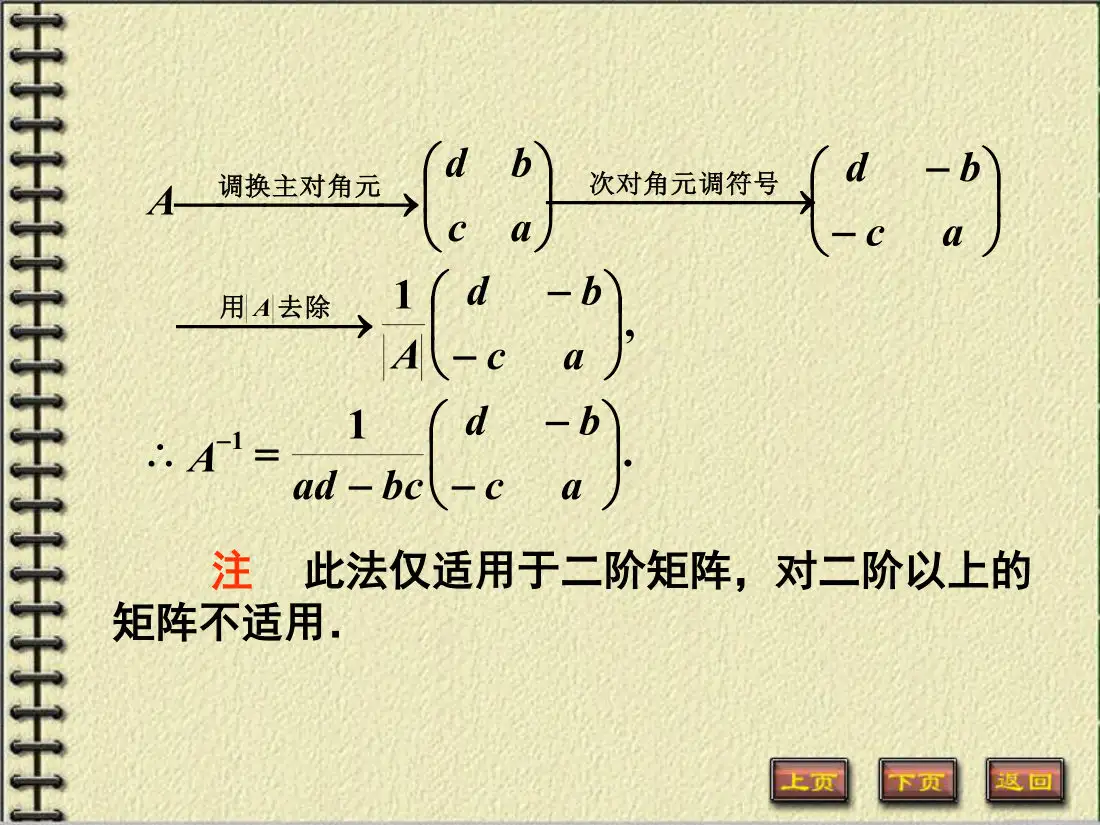 A 调换主对角元 → ( d b ; c a ) 次对角元调符号 → ( d −b ; −c a )
用|A|去除 → 1/|A| ( d −b ; −c a ),
∴ A⁻¹ = 1/(ad − bc) ( d −b ; −c a ).
注 此法仅适用于二阶矩阵，对二阶以上的
矩阵不适用.
上页 下页 返回